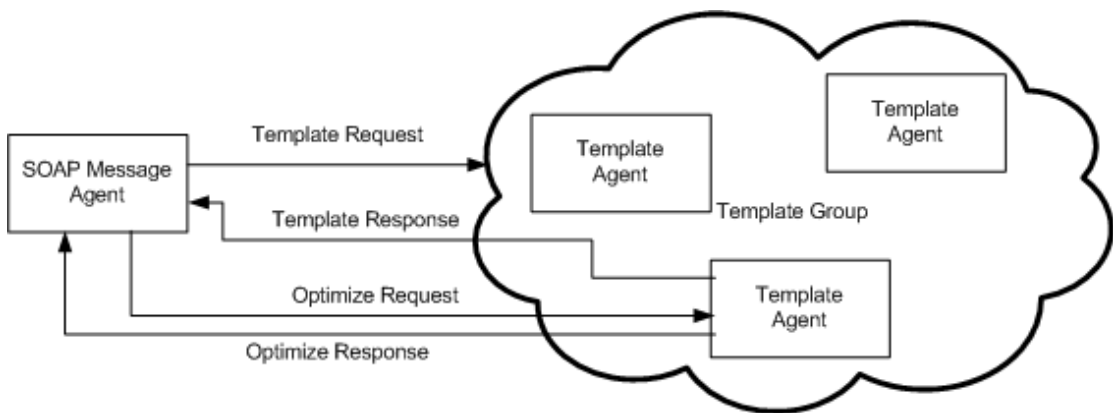 Template
Agent
Template Request
Template
Agent
SOAP Message
Agent
Template Response
Template Group
Optimize Request
Template
Agent
Optimize Response